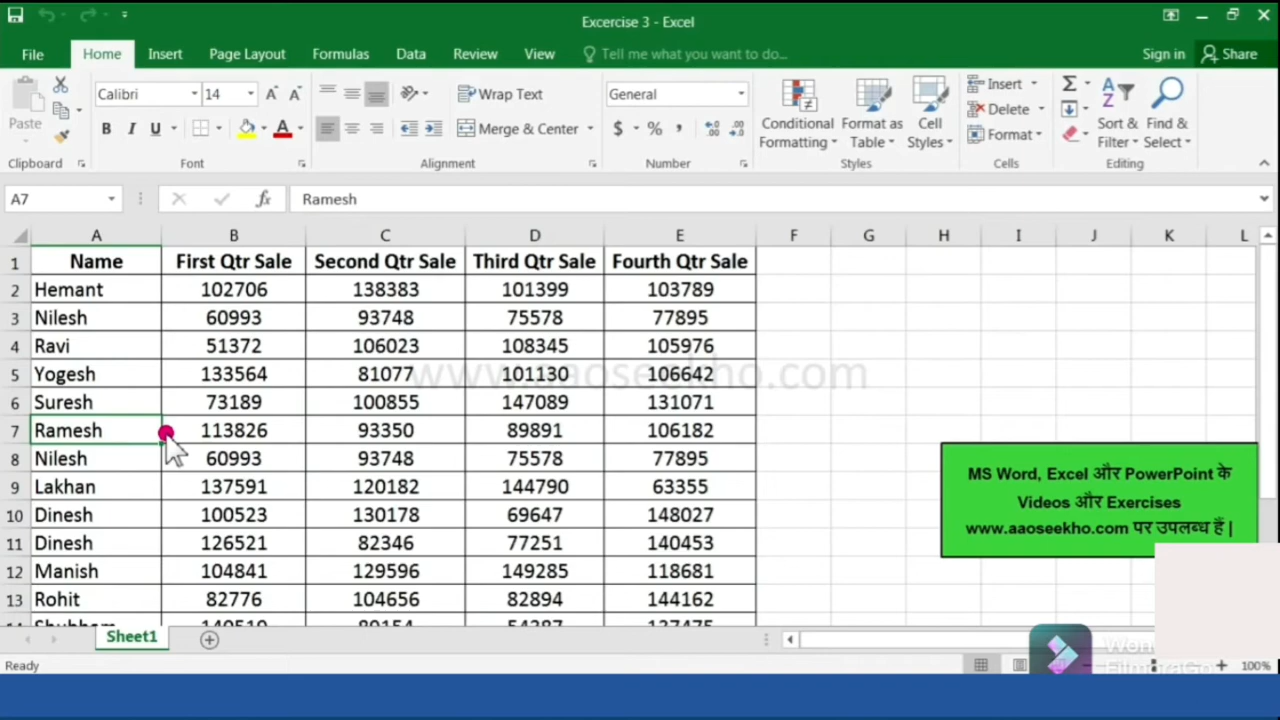 Excercise 3 - Excel
File Home Insert Page Layout Formulas Data Review View Tell me what you want to do... Sign in Share
Calibri 14 Wrap Text General Insert
Paste B I U Merge & Center $ % , Conditional Formatting Format as Table Cell Styles Delete Sort & Filter Find & Select
Format
Clipboard Font Alignment Number Styles Cells Editing
A7 fx Ramesh
A B C D E F G H I J K L
1 Name First Qtr Sale Second Qtr Sale Third Qtr Sale Fourth Qtr Sale
2 Hemant 102706 138383 101399 103789
3 Nilesh 60993 93748 75578 77895
4 Ravi 51372 106023 108345 105976
5 Yogesh 133564 81077 101130 106642
www.aaoseekho.com
6 Suresh 73189 100855 147089 131071
7 Ramesh 113826 93350 89891 106182
8 Nilesh 60993 93748 75578 77895
9 Lakhan 137591 120182 144790 63355
10 Dinesh 100523 130178 69647 148027
11 Dinesh 126521 82346 77251 140453
12 Manish 104841 129596 149285 118681
13 Rohit 82776 104656 82894 144162
MS Word, Excel और PowerPoint के
Videos और Exercises
www.aaoseekho.com पर उपलब्ध हैं |
Sheet1
Ready 100%